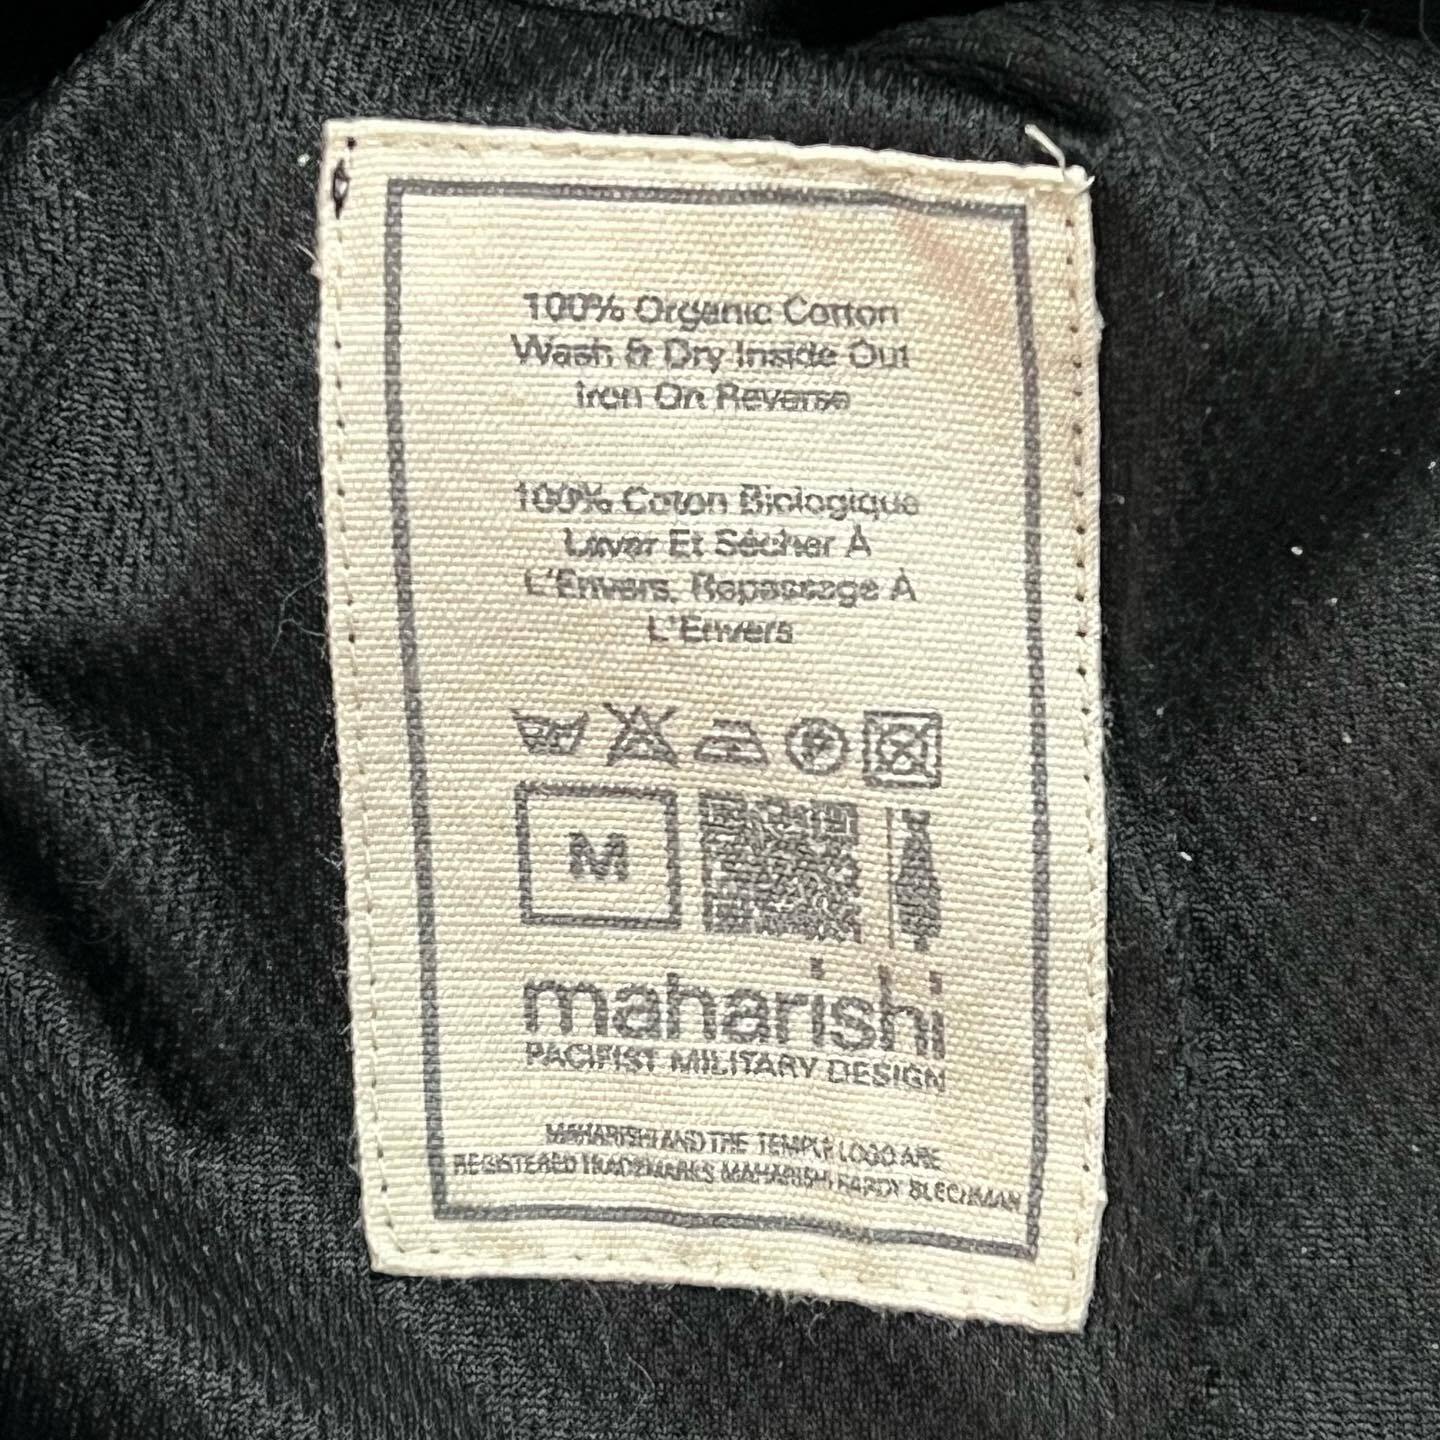 100% Organic Cotton
Wash & Dry Inside Out
Iron On Reverse
100% Coton Biologique
Laver Et Sécher À
L'Envers, Repassage À
L'Envers
P
M
maharishi
PACIFIST MILITARY DESIGN
MAHARISHI AND THE TEMPLE LOGO ARE
REGISTERED TRADEMARKS MAHARISHI HARDY BLECHMAN